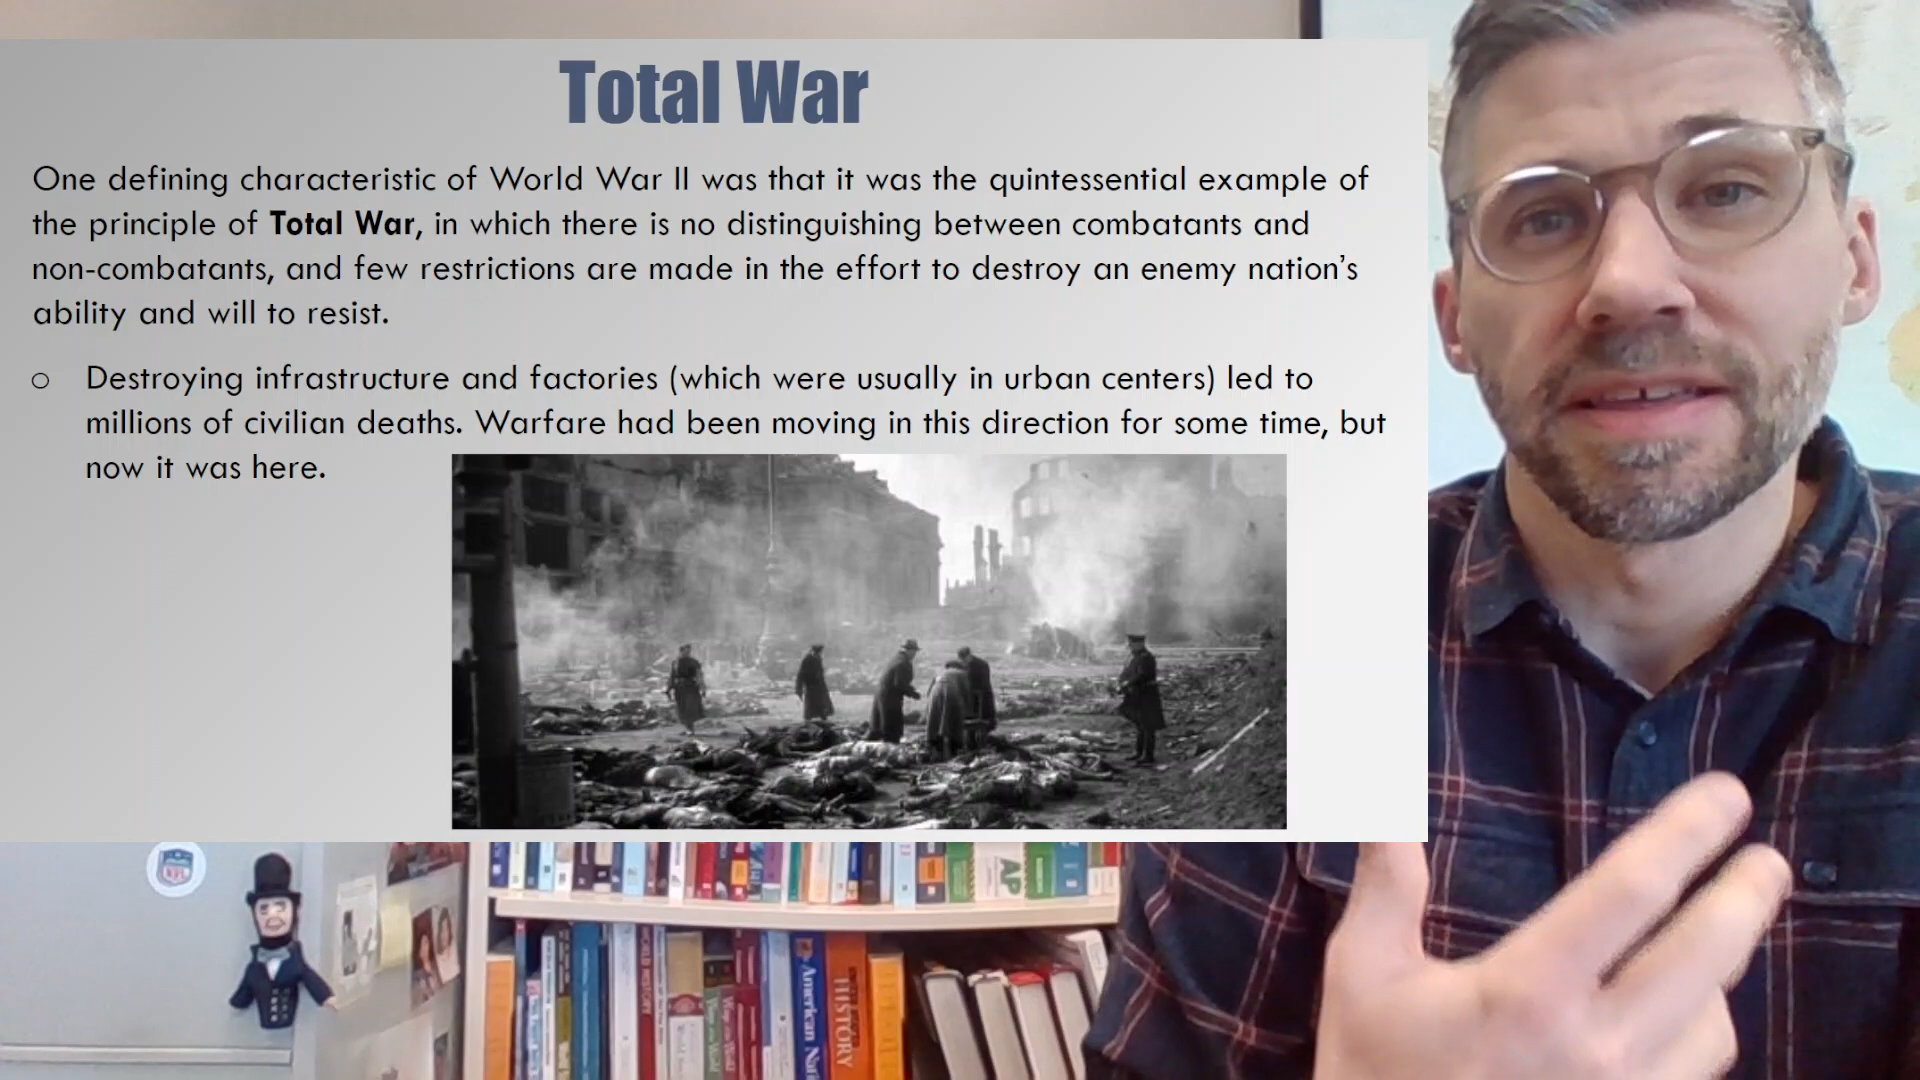 Total War
One defining characteristic of World War II was that it was the quintessential example of
the principle of Total War, in which there is no distinguishing between combatants and
non-combatants, and few restrictions are made in the effort to destroy an enemy nation’s
ability and will to resist.
○ Destroying infrastructure and factories (which were usually in urban centers) led to
millions of civilian deaths. Warfare had been moving in this direction for some time, but
now it was here.
NFL
AP
WORLD HISTORY
American
HISTORY